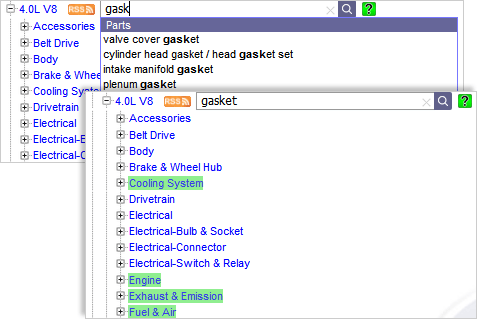 4.0L V8 RSS gask ?
Parts
Accessories
valve cover gasket
Belt Drive
cylinder head gasket / head gasket set
Body
intake manifold gasket
Brake & Whee
plenum gasket
Cooling Syste
Drivetrain
Electrical
Electrical-B
Electrical-C
4.0L V8 RSS gasket ?
Accessories
Belt Drive
Body
Brake & Wheel Hub
Cooling System
Drivetrain
Electrical
Electrical-Bulb & Socket
Electrical-Connector
Electrical-Switch & Relay
Engine
Exhaust & Emission
Fuel & Air